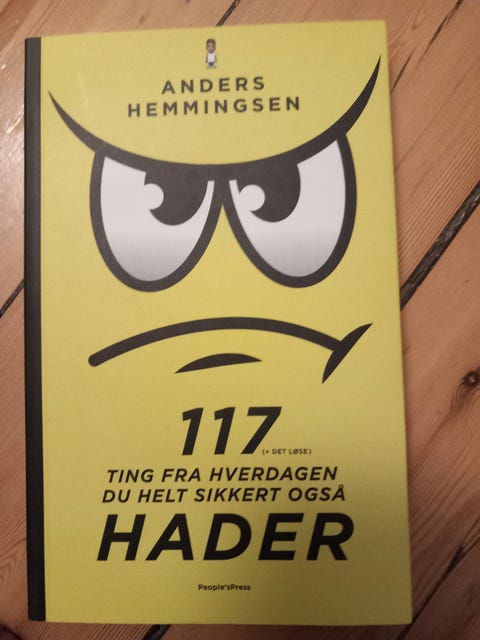 ANDERS
HEMMINGSEN
117
(+ DET LØSE)
TING FRA HVERDAGEN
DU HELT SIKKERT OGSÅ
HADER
People'sPress